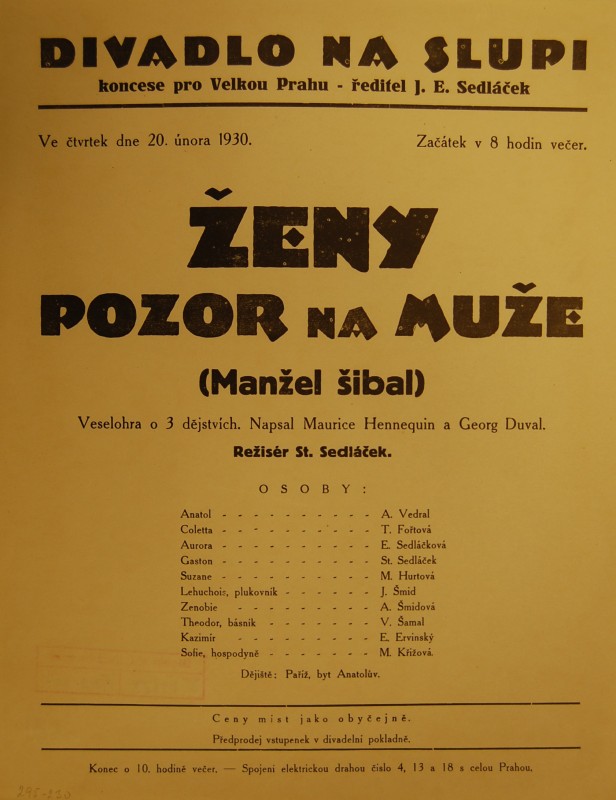 DIVADLO NA SLUPI
koncese pro Velkou Prahu - ředitel J. E. Sedláček
Ve čtvrtek dne 20. února 1930. Začátek v 8 hodin večer.
ŽENY
POZOR NA MUŽE
(Manžel šibal)
Veselohra o 3 dějstvích. Napsal Maurice Hennequin a Georg Duval.
Režisér St. Sedláček.
OSOBY:
Anatol - - - - - - - - - - A. Vedral
Coletta - - - - - - - - - - T. Fořtová
Aurora - - - - - - - - - - E. Sedláčková
Gaston - - - - - - - - - - St. Sedláček
Suzane - - - - - - - - - - M. Hurtová
Lehuchois, plukovník - - - - - - J. Šmíd
Zenobie - - - - - - - - - A. Šmídová
Theodor, básník - - - - - - - - V. Šamal
Kazimír - - - - - - - - - E. Ervinský
Sofie, hospodyně - - - - - - - M. Křížová.
Dějiště: Paříž, byt Anatolův.
Ceny míst jako obyčejně.
Předprodej vstupenek v divadelní pokladně.
Konec o 10. hodině večer. — Spojení elektrickou drahou číslo 4, 13 a 18 s celou Prahou.